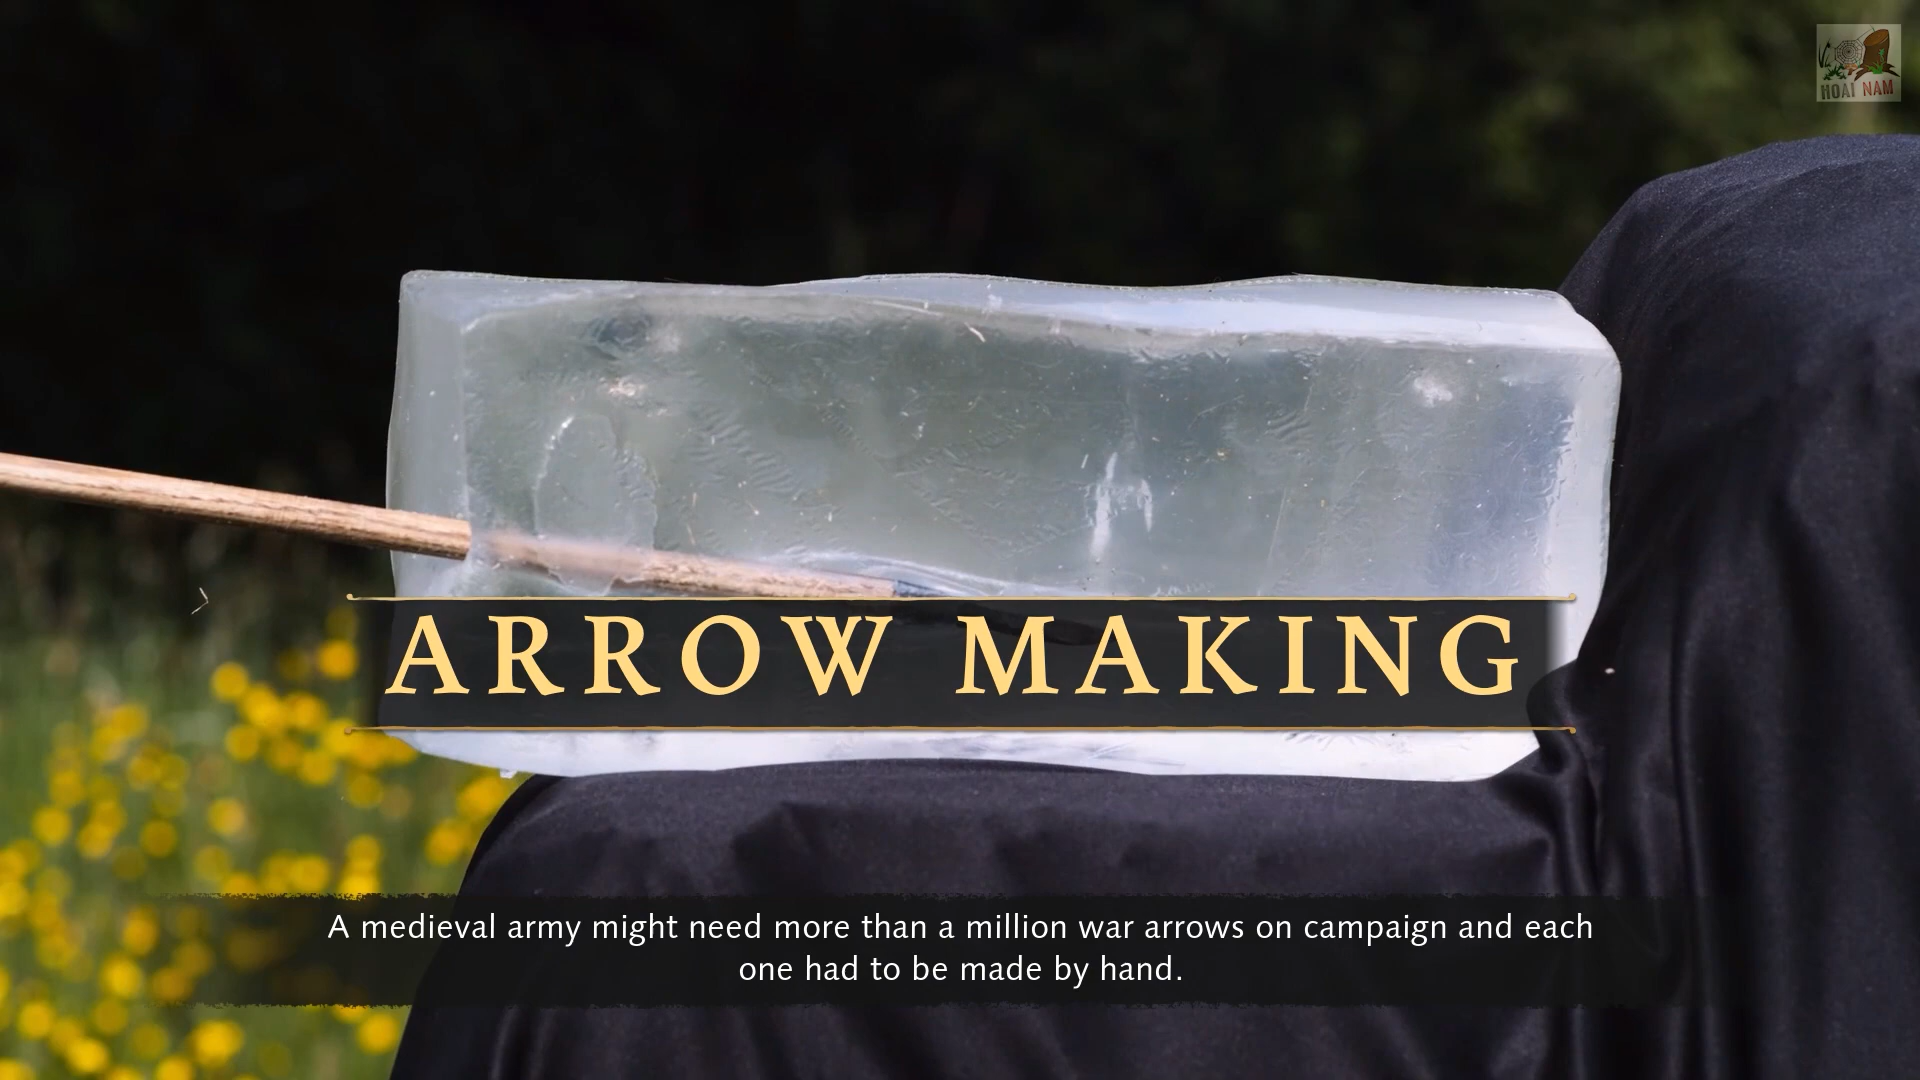 HOAI NAM
ARROW MAKING
A medieval army might need more than a million war arrows on campaign and each
one had to be made by hand.